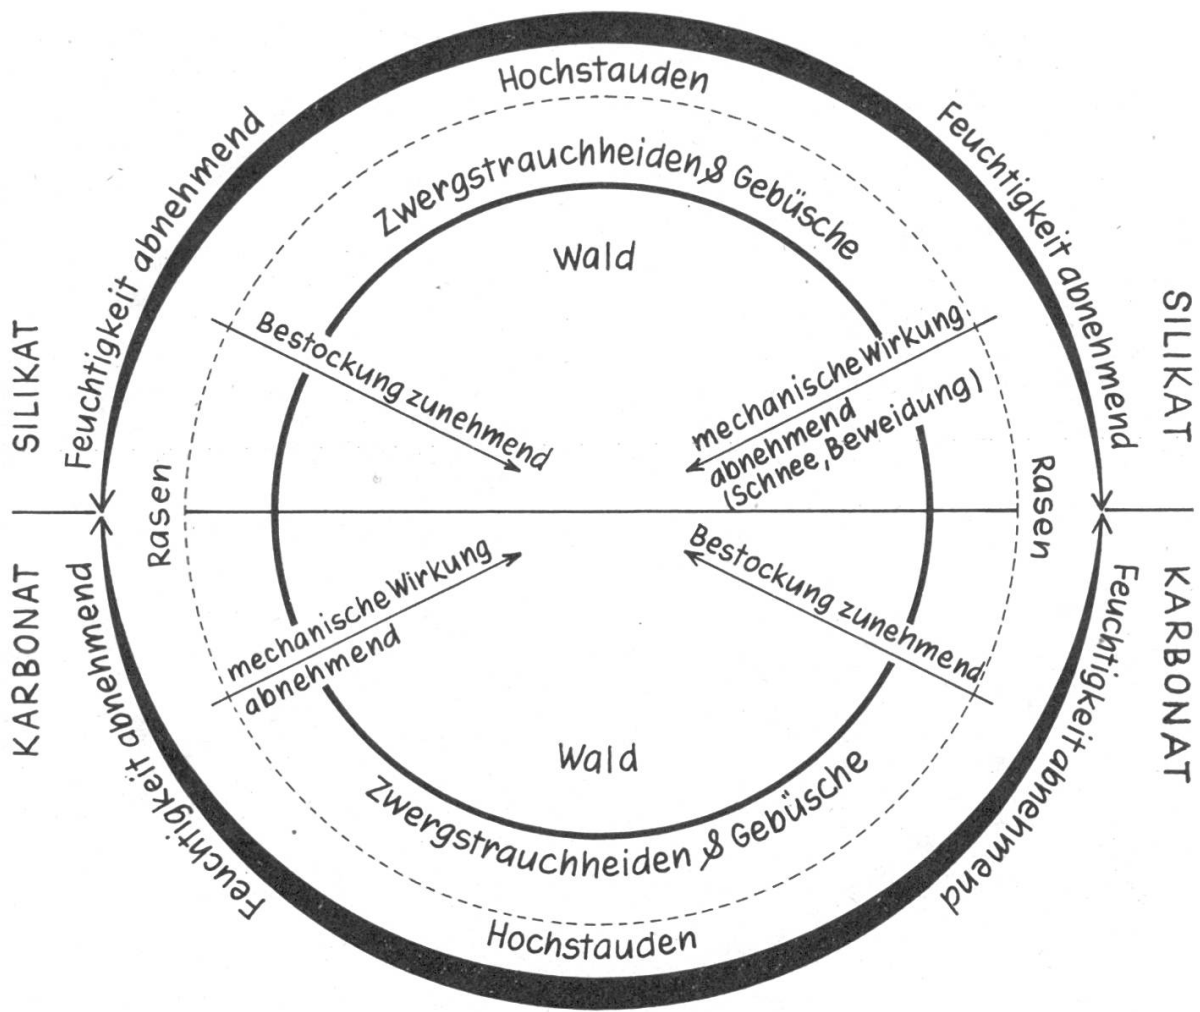 Hochstauden
Zwergstrauchheiden & Gebüsche
Wald
Feuchtigkeit abnehmend
Feuchtigkeit abnehmend
SILIKAT
SILIKAT
Bestockung zunehmend
mechanische Wirkung
abnehmend
(Schnee, Beweidung)
Rasen
Rasen
KARBONAT
KARBONAT
mechanische Wirkung
abnehmend
Bestockung zunehmend
Feuchtigkeit abnehmend
Feuchtigkeit abnehmend
Wald
Zwergstrauchheiden & Gebüsche
Hochstauden